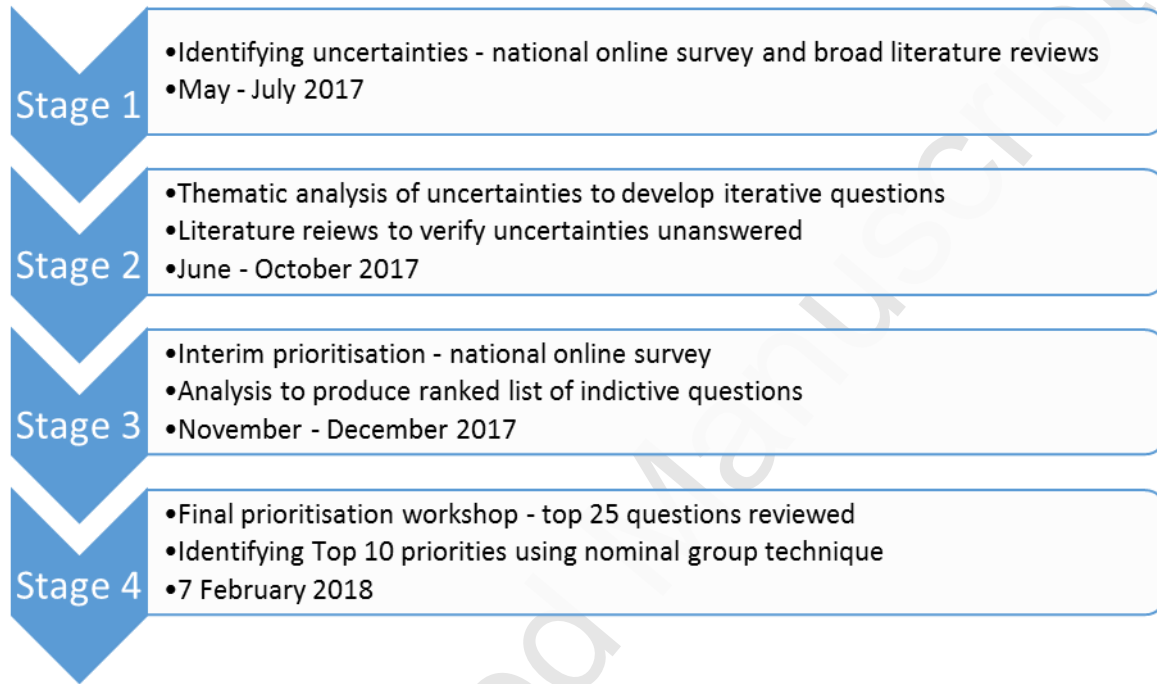 Stage 1
•Identifying uncertainties - national online survey and broad literature reviews
•May - July 2017
Stage 2
•Thematic analysis of uncertainties to develop iterative questions
•Literature reiews to verify uncertainties unanswered
•June - October 2017
Stage 3
•Interim prioritisation - national online survey
•Analysis to produce ranked list of indictive questions
•November - December 2017
Stage 4
•Final prioritisation workshop - top 25 questions reviewed
•Identifying Top 10 priorities using nominal group technique
•7 February 2018